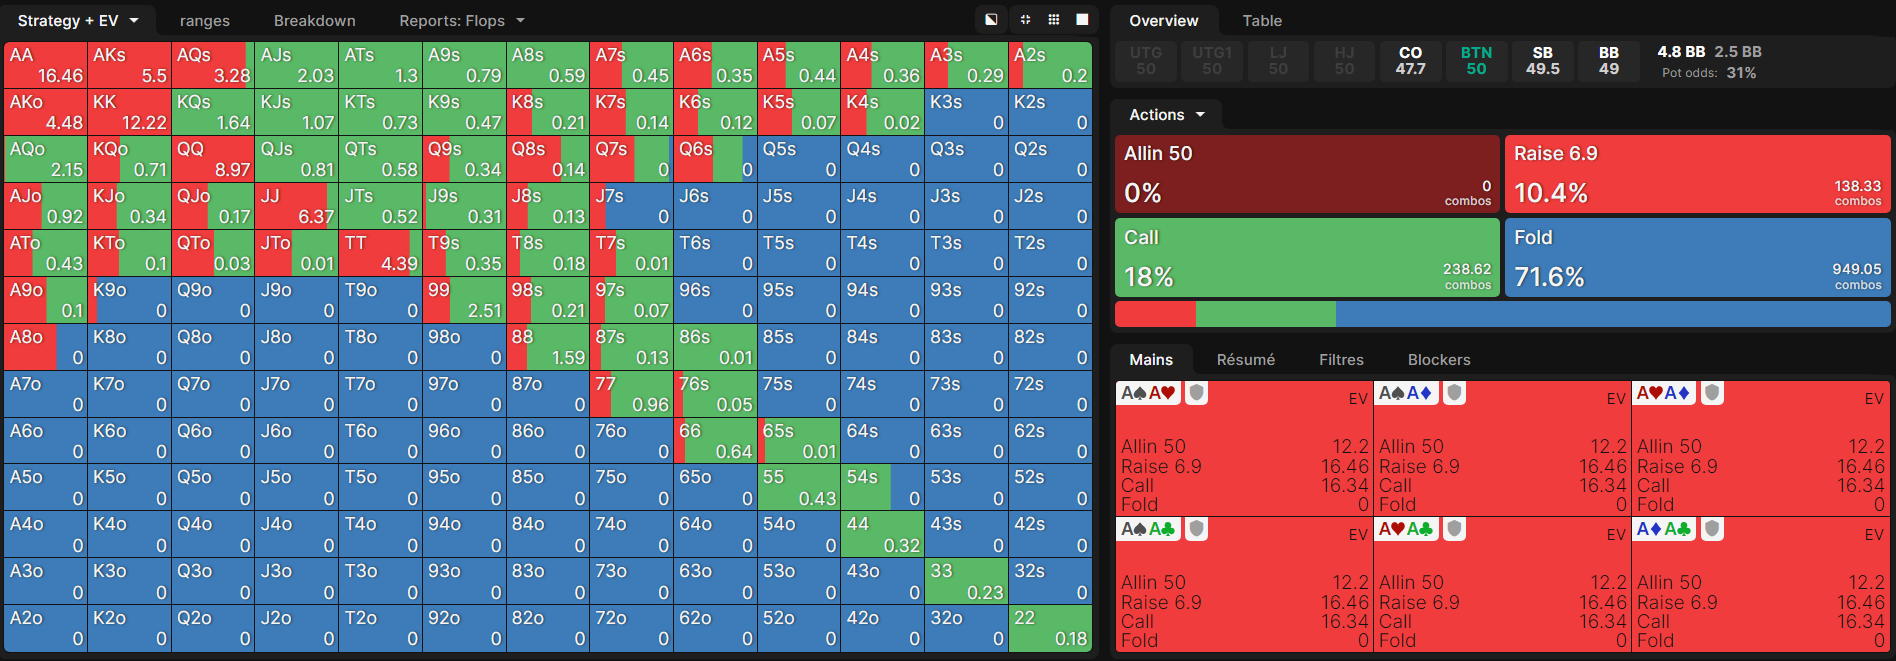 Strategy + EV ranges Breakdown Reports: Flops
AA AKs AQs AJs ATs A9s A8s A7s A6s A5s A4s A3s A2s
16.46 5.5 3.28 2.03 1.3 0.79 0.59 0.45 0.35 0.44 0.36 0.29 0.2
AKo KK KQs KJs KTs K9s K8s K7s K6s K5s K4s K3s K2s
4.48 12.22 1.64 1.07 0.73 0.47 0.21 0.14 0.12 0.07 0.02 0 0
AQo KQo QQ QJs QTs Q9s Q8s Q7s Q6s Q5s Q4s Q3s Q2s
2.15 0.71 8.97 0.81 0.58 0.34 0.14 0 0 0 0 0 0
AJo KJo QJo JJ JTs J9s J8s J7s J6s J5s J4s J3s J2s
0.92 0.34 0.17 6.37 0.52 0.31 0.13 0 0 0 0 0 0
ATo KTo QTo JTo TT T9s T8s T7s T6s T5s T4s T3s T2s
0.43 0.1 0.03 0.01 4.39 0.35 0.18 0.01 0 0 0 0 0
A9o K9o Q9o J9o T9o 99 98s 97s 96s 95s 94s 93s 92s
0.1 0 0 0 0 2.51 0.21 0.07 0 0 0 0 0
A8o K8o Q8o J8o T8o 98o 88 87s 86s 85s 84s 83s 82s
0 0 0 0 0 0 1.59 0.13 0.01 0 0 0 0
A7o K7o Q7o J7o T7o 97o 87o 77 76s 75s 74s 73s 72s
0 0 0 0 0 0 0 0.96 0.05 0 0 0 0
A6o K6o Q6o J6o T6o 96o 86o 76o 66 65s 64s 63s 62s
0 0 0 0 0 0 0 0 0.64 0.01 0 0 0
A5o K5o Q5o J5o T5o 95o 85o 75o 65o 55 54s 53s 52s
0 0 0 0 0 0 0 0 0 0.43 0 0 0
A4o K4o Q4o J4o T4o 94o 84o 74o 64o 54o 44 43s 42s
0 0 0 0 0 0 0 0 0 0 0.32 0 0
A3o K3o Q3o J3o T3o 93o 83o 73o 63o 53o 43o 33 32s
0 0 0 0 0 0 0 0 0 0 0 0.23 0
A2o K2o Q2o J2o T2o 92o 82o 72o 62o 52o 42o 32o 22
0 0 0 0 0 0 0 0 0 0 0 0 0.18
Overview Table
UTG UTG1 LJ HJ CO BTN SB BB 4.8 BB 2.5 BB
50 50 50 50 47.7 50 49.5 49 Pot odds: 31%
Actions
Allin 50
0% 0 combos
Raise 6.9
10.4% 138.33 combos
Call
18% 238.62 combos
Fold
71.6% 949.05 combos
Mains Résumé Filtres Blockers
A♠A♥ EV A♠A♦ EV A♥A♦ EV
Allin 50 12.2 Allin 50 12.2 Allin 50 12.2
Raise 6.9 16.46 Raise 6.9 16.46 Raise 6.9 16.46
Call 16.34 Call 16.34 Call 16.34
Fold 0 Fold 0 Fold 0
A♠A♣ EV A♥A♣ EV A♦A♣ EV
Allin 50 12.2 Allin 50 12.2 Allin 50 12.2
Raise 6.9 16.46 Raise 6.9 16.46 Raise 6.9 16.46
Call 16.34 Call 16.34 Call 16.34
Fold 0 Fold 0 Fold 0